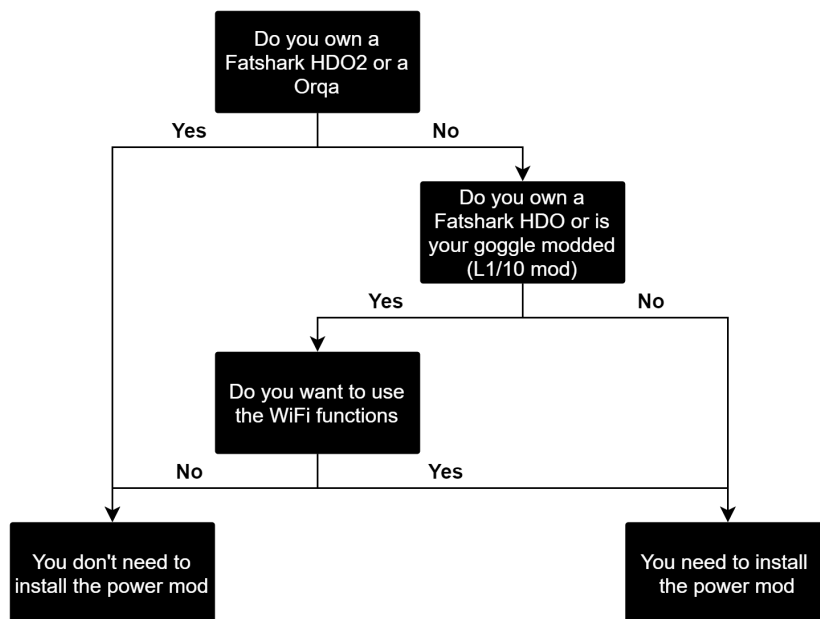 Do you own a
Fatshark HDO2 or a
Orqa
Yes
No
Do you own a
Fatshark HDO or is
your goggle modded
(L1/10 mod)
Yes
No
Do you want to use
the WiFi functions
No
Yes
You don't need to
install the power mod
You need to install
the power mod